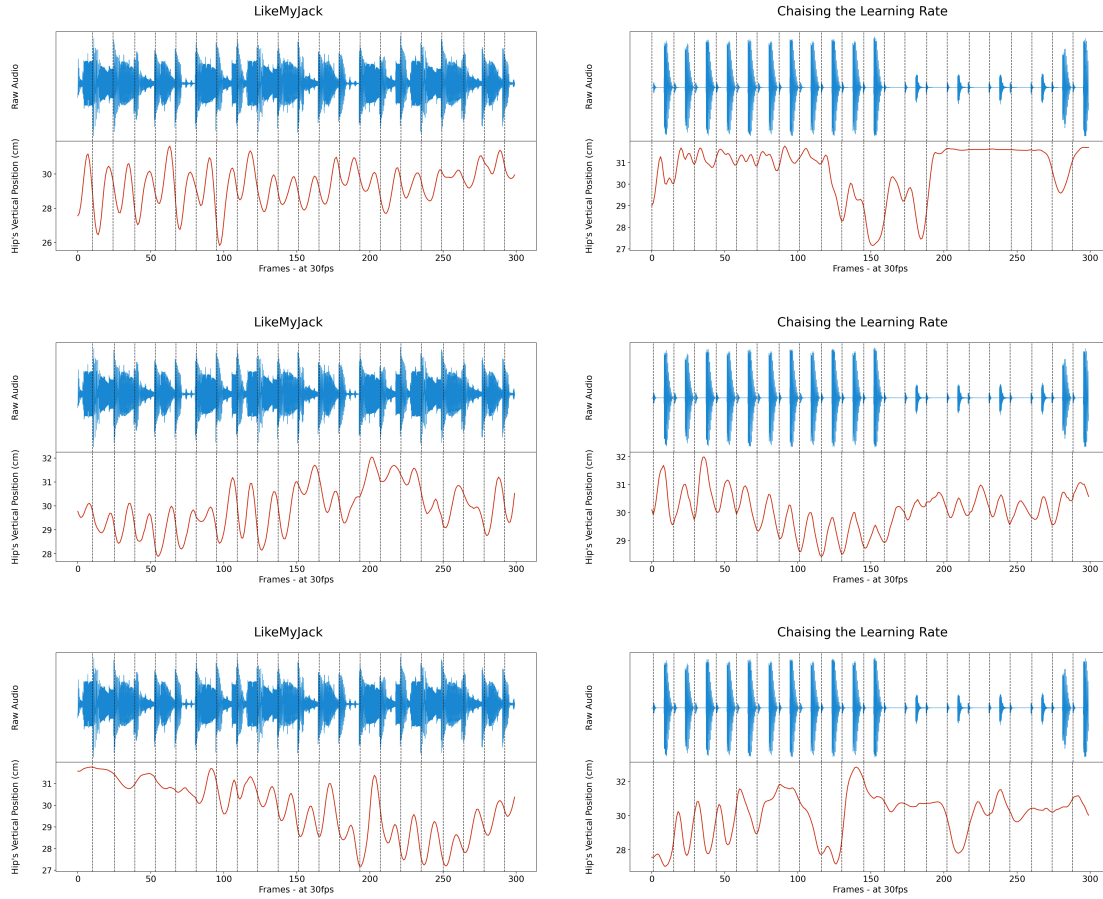 LikeMyJack
Raw Audio
Hip's Vertical Position (cm)
30
28
26
0 50 100 150 200 250 300
Frames - at 30fps
Chaising the Learning Rate
Raw Audio
Hip's Vertical Position (cm)
31
30
29
28
27
0 50 100 150 200 250 300
Frames - at 30fps
LikeMyJack
Raw Audio
Hip's Vertical Position (cm)
32
31
30
29
28
0 50 100 150 200 250 300
Frames - at 30fps
Chaising the Learning Rate
Raw Audio
Hip's Vertical Position (cm)
32
31
30
29
0 50 100 150 200 250 300
Frames - at 30fps
LikeMyJack
Raw Audio
Hip's Vertical Position (cm)
31
30
29
28
27
0 50 100 150 200 250 300
Frames - at 30fps
Chaising the Learning Rate
Raw Audio
Hip's Vertical Position (cm)
32
30
28
0 50 100 150 200 250 300
Frames - at 30fps